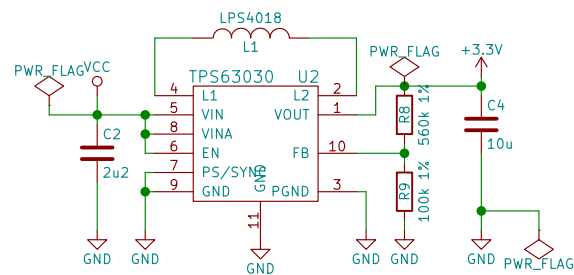 LPS4018
L1
PWR_FLAG
VCC
TPS63030
U2
PWR_FLAG
+3.3V
4
L1
L2
2
5
VIN
VOUT
1
8
VINA
6
EN
FB
10
7
PS/SYNC
9
GND
GND
PGND
3
11
C2
2u2
R8
560k 1%
R9
100k 1%
C4
10u
GND
GND
GND
GND
GND
GND
PWR_FLAG